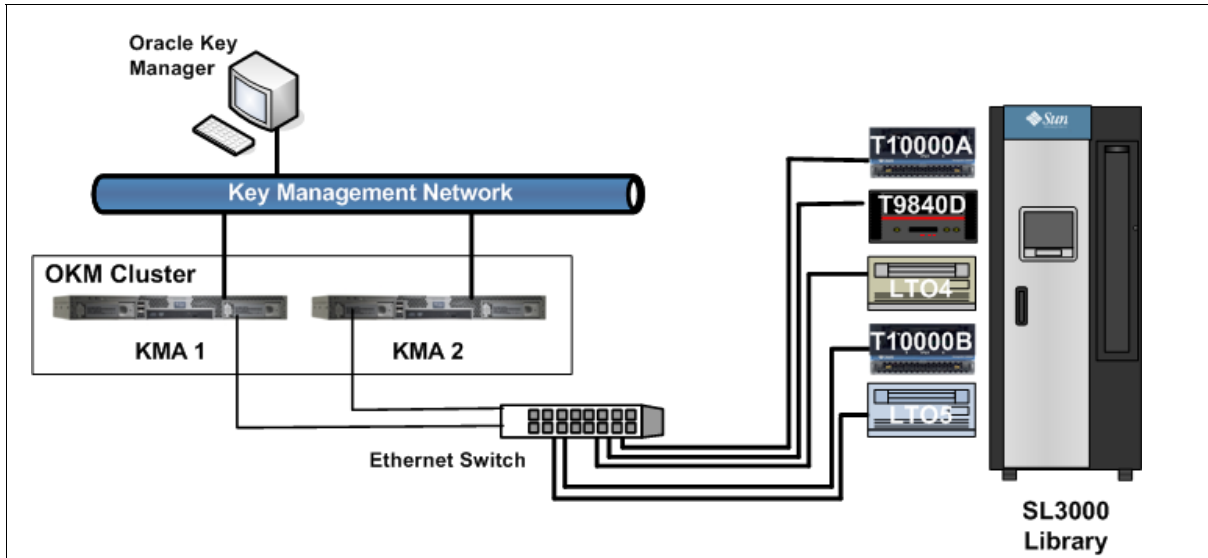 Oracle Key
Manager
Key Management Network
OKM Cluster
KMA 1
KMA 2
Ethernet Switch
T10000A
T9840D
LTO4
T10000B
LTO5
Sun
SL3000
Library